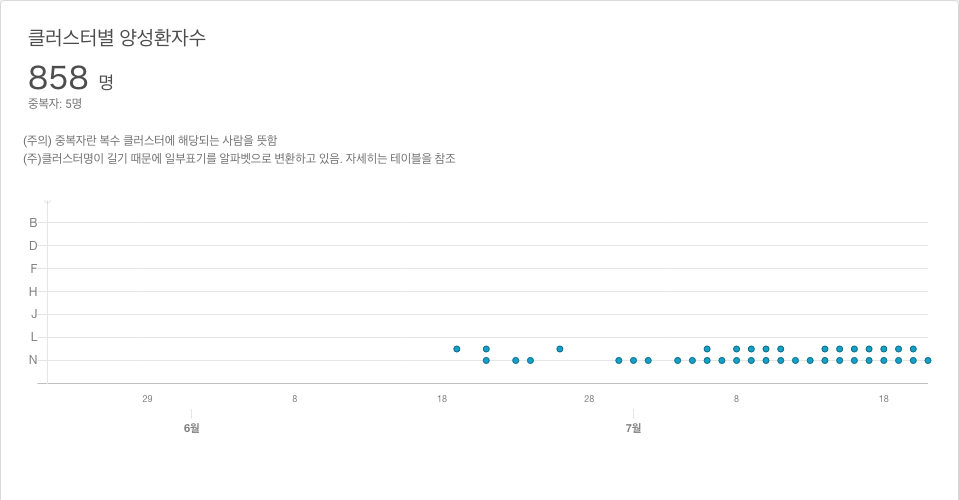 클러스터별 양성환자수
858 명
중복자: 5명
(주의) 중복자란 복수 클러스터에 해당되는 사람을 뜻함
(주)클러스터명이 길기 때문에 일부표기를 알파벳으로 변환하고 있음. 자세히는 테이블을 참조
B
D
F
H
J
L
N
29 8 18 28 8 18
6월 7월